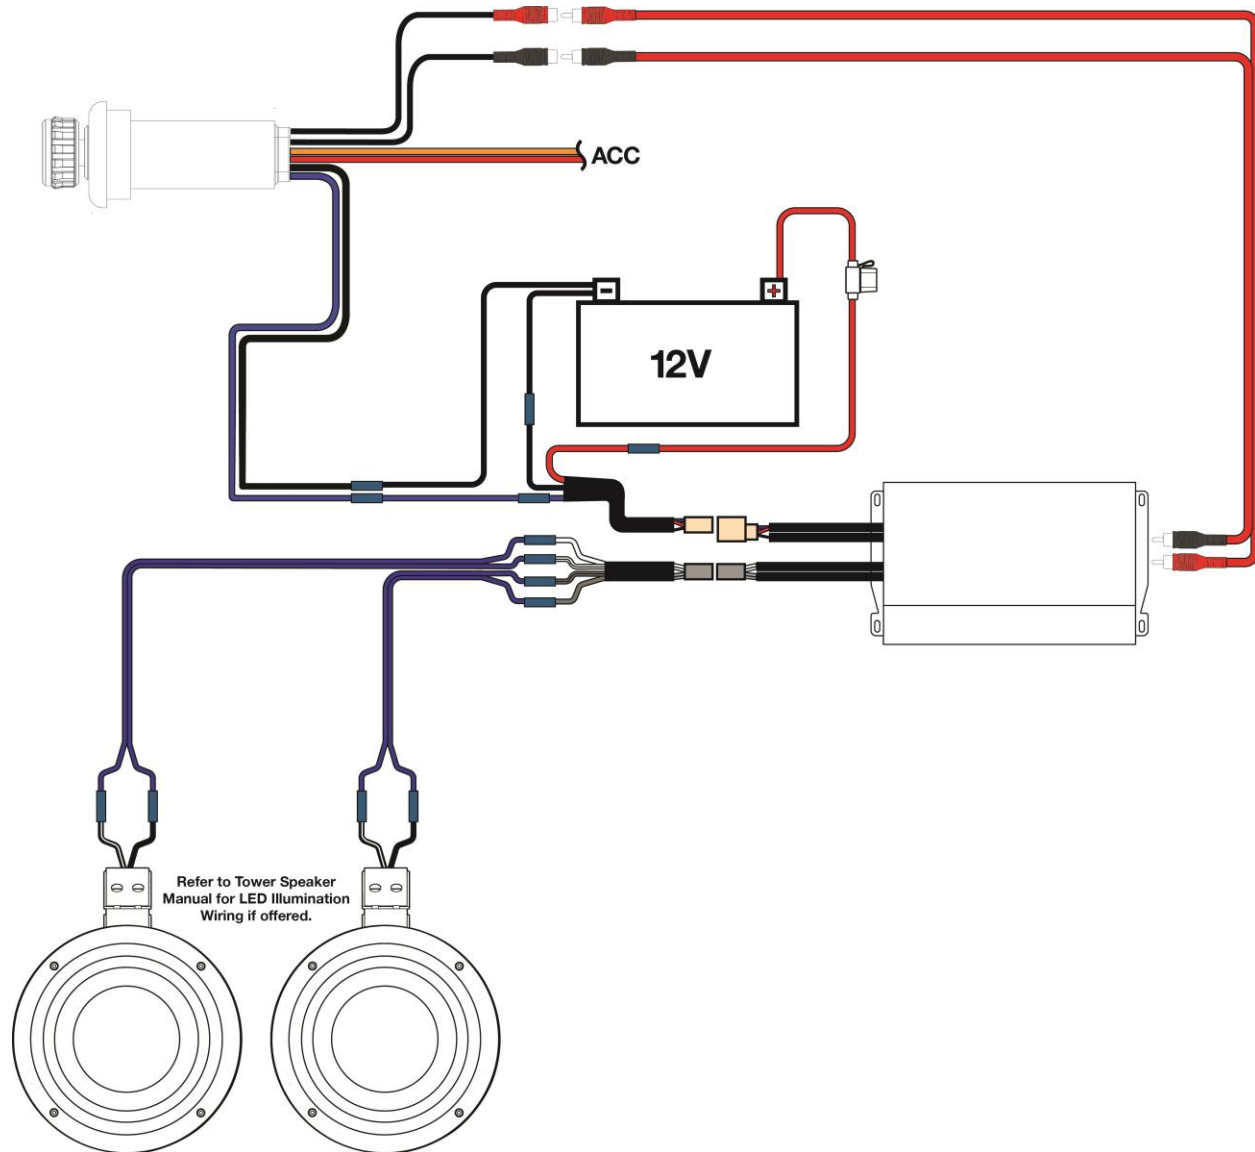 ACC
-
+
12V
Refer to Tower Speaker
Manual for LED Illumination
Wiring if offered.